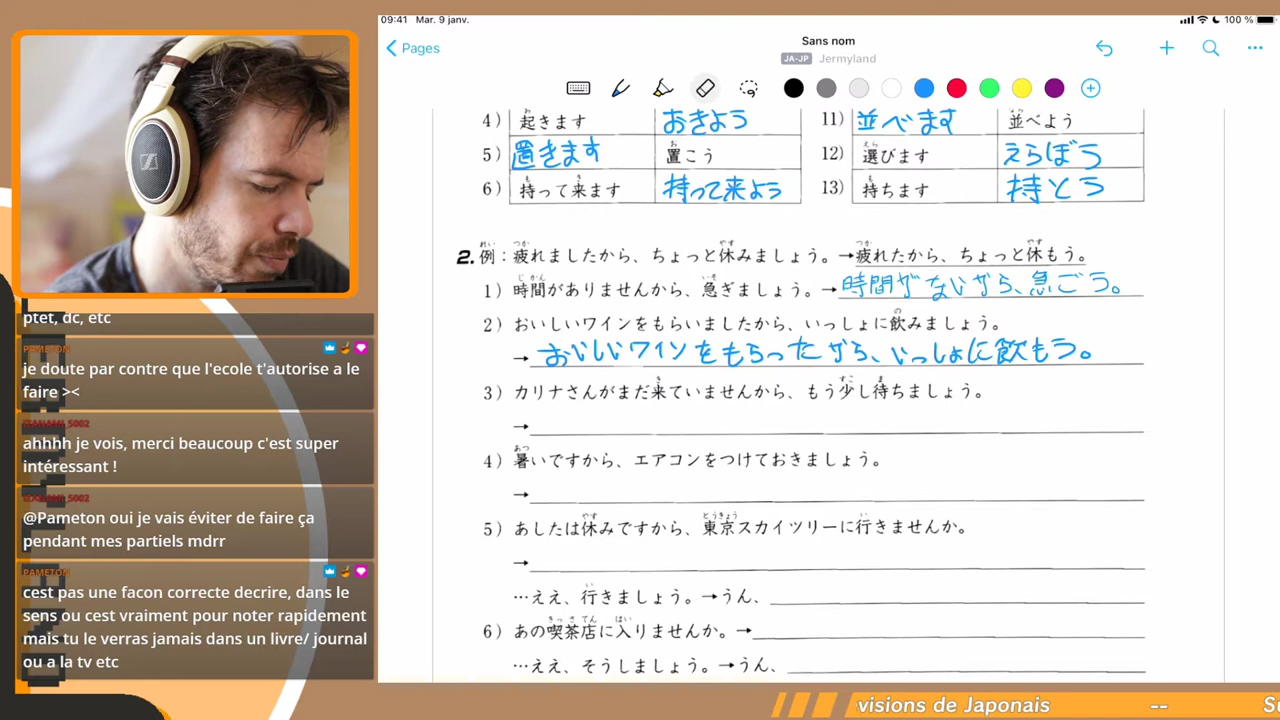 09:41 Mar. 9 janv.
100 %
Pages
Sans nom
JA-JP Jermyland
4) 起きます おきよう 11) 並べます 並べよう
5) 置きます 置こう 12) 選びます えらぼう
6) 持って来ます 持って来よう 13) 持ちます 持とう
2. 例:疲れましたから、ちょっと休みましょう。→疲れたから、ちょっと休もう。
1) 時間がありませんから、急ぎましょう。→ 時間がないから、急ごう。
2) おいしいワインをもらいましたから、いっしょに飲みましょう。
→ おいしいワインをもらったから、いっしょに飲もう。
3) カリナさんがまだ来ていませんから、もう少し待ちましょう。
→
4) 暑いですから、エアコンをつけておきましょう。
→
5) あしたは休みですから、東京スカイツリーに行きませんか。
→
…ええ、行きましょう。→うん、
6) あの喫茶店に入りませんか。→
…ええ、そうしましょう。→うん、
ptet, dc, etc
PAMETON
je doute par contre que l'ecole t'autorise a le
faire ><
ahhhh je vois, merci beaucoup c'est super
intéressant !
@Pameton oui je vais éviter de faire ça
pendant mes partiels mdrr
PAMETON
cest pas une facon correcte decrire, dans le
sens ou cest vraiment pour noter rapidement
mais tu le verras jamais dans un livre/ journal
ou a la tv etc
visions de Japonais -- S